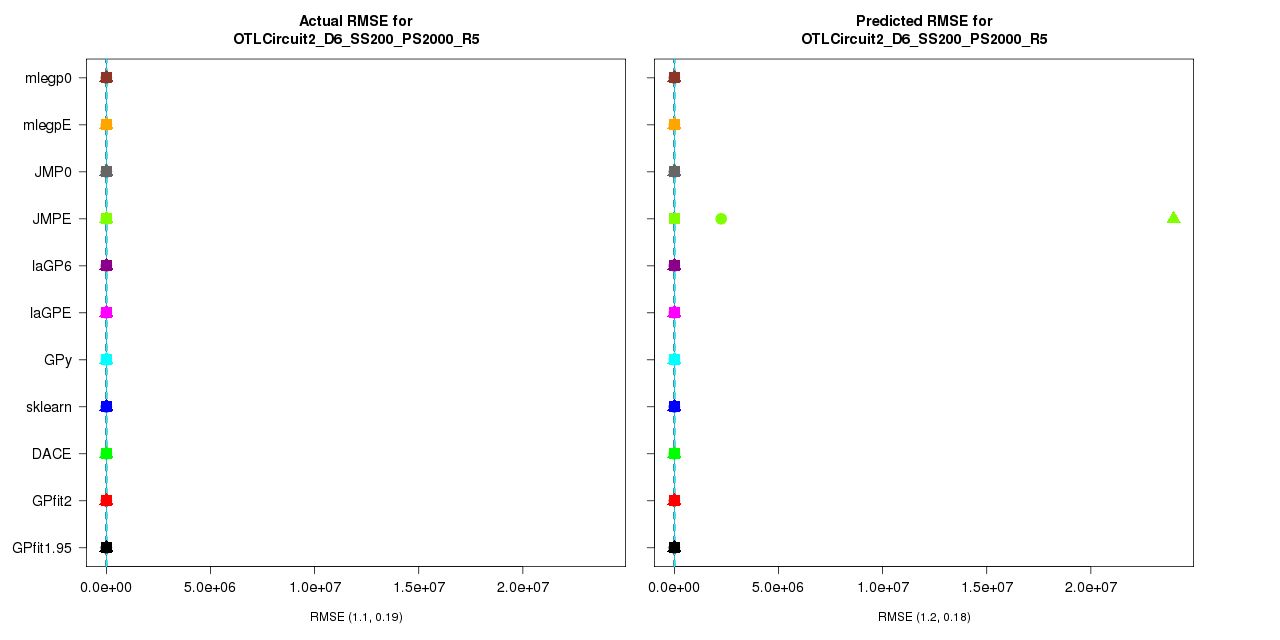 Actual RMSE for
OTLCircuit2_D6_SS200_PS2000_R5
mlegp0
mlegpE
JMP0
JMPE
laGP6
laGPE
GPy
sklearn
DACE
GPfit2
GPfit1.95
0.0e+00 5.0e+06 1.0e+07 1.5e+07 2.0e+07
RMSE (1.1, 0.19)
Predicted RMSE for
OTLCircuit2_D6_SS200_PS2000_R5
0.0e+00 5.0e+06 1.0e+07 1.5e+07 2.0e+07
RMSE (1.2, 0.18)